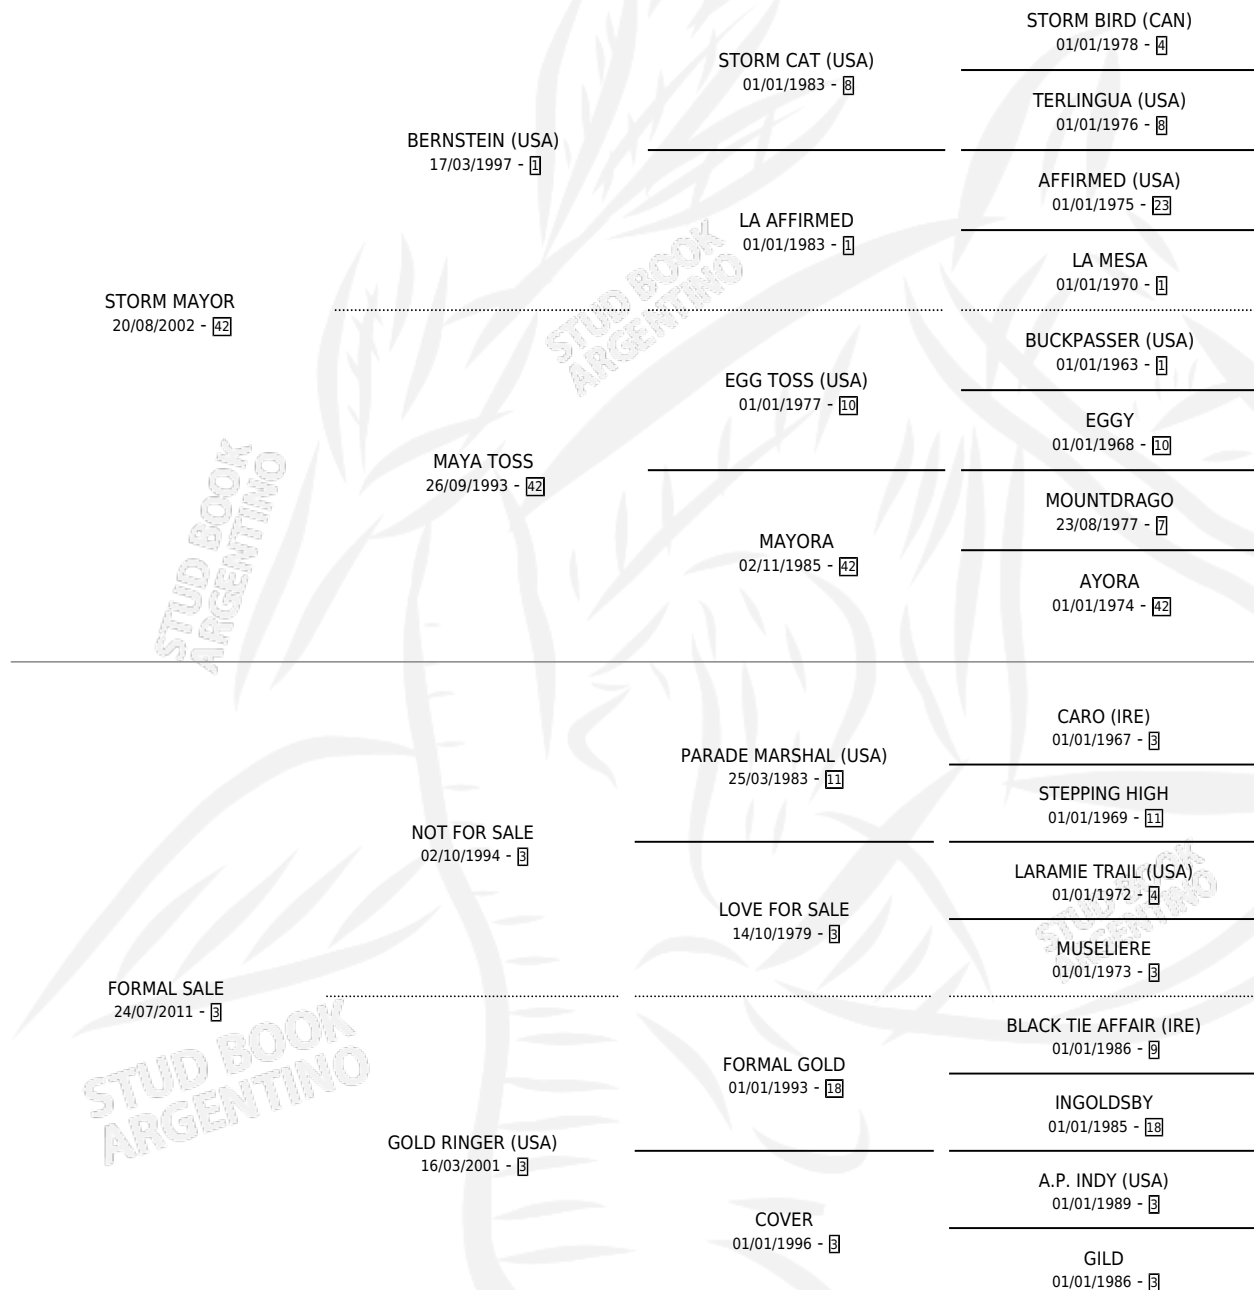 STORM BIRD (CAN)
01/01/1978 - 4
STORM CAT (USA)
01/01/1983 - 8
TERLINGUA (USA)
01/01/1976 - 8
BERNSTEIN (USA)
17/03/1997 - 1
AFFIRMED (USA)
01/01/1975 - 23
LA AFFIRMED
01/01/1983 - 1
LA MESA
01/01/1970 - 1
STORM MAYOR
20/08/2002 - 42
BUCKPASSER (USA)
01/01/1963 - 1
EGG TOSS (USA)
01/01/1977 - 10
EGGY
01/01/1968 - 10
MAYA TOSS
26/09/1993 - 42
MOUNTDRAGO
23/08/1977 - 7
MAYORA
02/11/1985 - 42
AYORA
01/01/1974 - 42
CARO (IRE)
01/01/1967 - 3
PARADE MARSHAL (USA)
25/03/1983 - 11
STEPPING HIGH
01/01/1969 - 11
NOT FOR SALE
02/10/1994 - 3
LARAMIE TRAIL (USA)
01/01/1972 - 4
LOVE FOR SALE
14/10/1979 - 3
MUSELIERE
01/01/1973 - 3
FORMAL SALE
24/07/2011 - 3
BLACK TIE AFFAIR (IRE)
01/01/1986 - 9
FORMAL GOLD
01/01/1993 - 18
INGOLDSBY
01/01/1985 - 18
GOLD RINGER (USA)
16/03/2001 - 3
A.P. INDY (USA)
01/01/1989 - 3
COVER
01/01/1996 - 3
GILD
01/01/1986 - 3
STUD BOOK
ARGENTINO
STUD BOOK
ARGENTINO
STUD BOOK
ARGENTINO
STUD BOOK
ARGENTINO